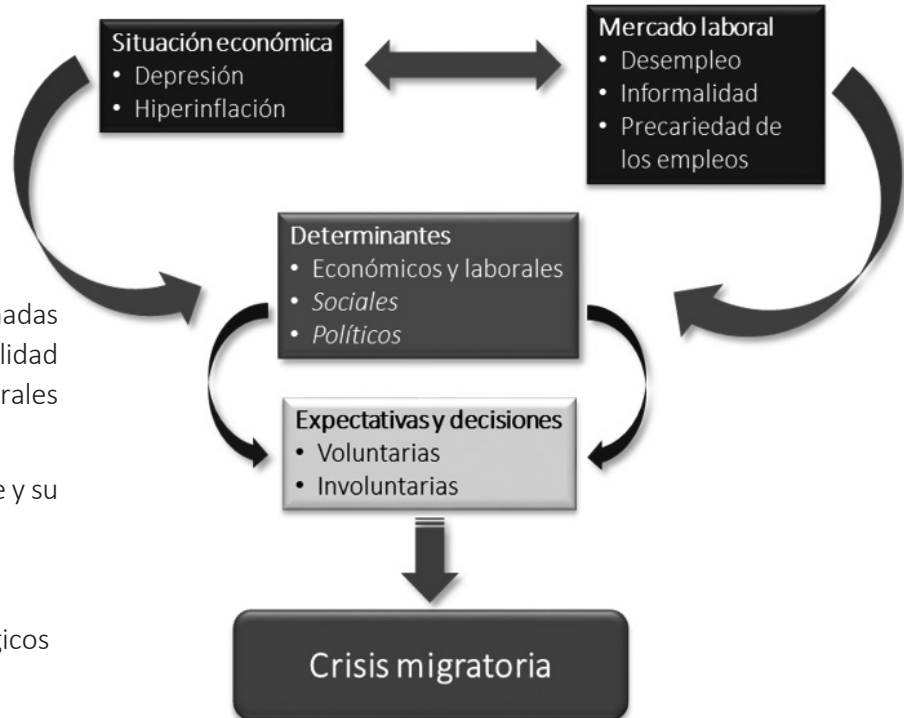 Situación económica
• Depresión
• Hiperinflación
Mercado laboral
• Desempleo
• Informalidad
• Precariedad de
los empleos
Determinantes
• Económicos y laborales
• Sociales
• Políticos
Expectativas y decisiones
• Voluntarias
• Involuntarias
Crisis migratoria
e y su